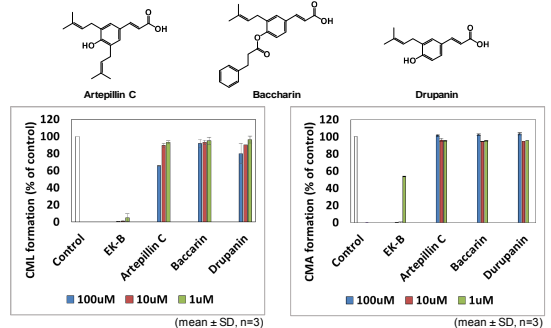 O
OH
HO
Artepillin C
O
OH
O
O
Baccharin
O
OH
HO
Drupanin
CML formation (% of control)
120
100
80
60
40
20
0
Control
EK-B
Artepillin C
Baccarin
Drupanin
100uM 10uM 1uM
(mean ± SD, n=3)
CMA formation (% of control)
120
100
80
60
40
20
0
Control
EK-B
Artepillin C
Baccarin
Durupanin
100uM 10uM 1uM
(mean ± SD, n=3)